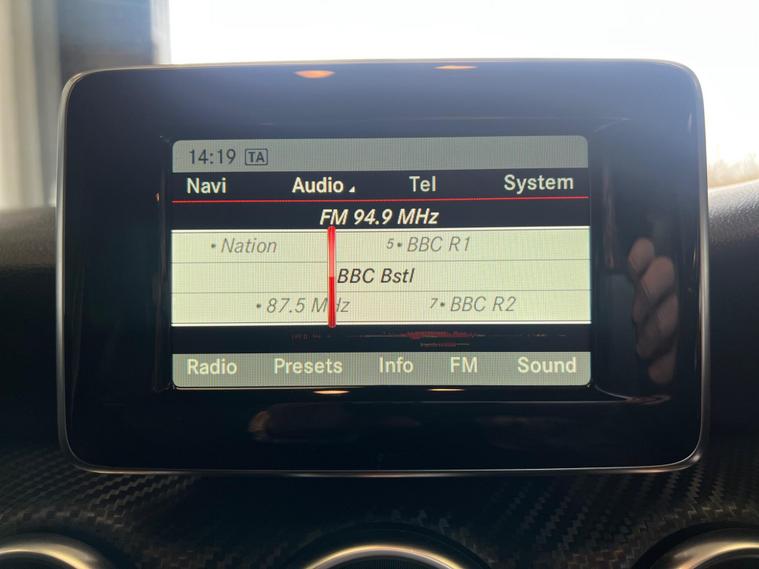 14:19 TA
Navi Audio Tel System
FM 94.9 MHz
• Nation 5• BBC R1
BBC Bstl
• 87.5 MHz 7• BBC R2
Radio Presets Info FM Sound